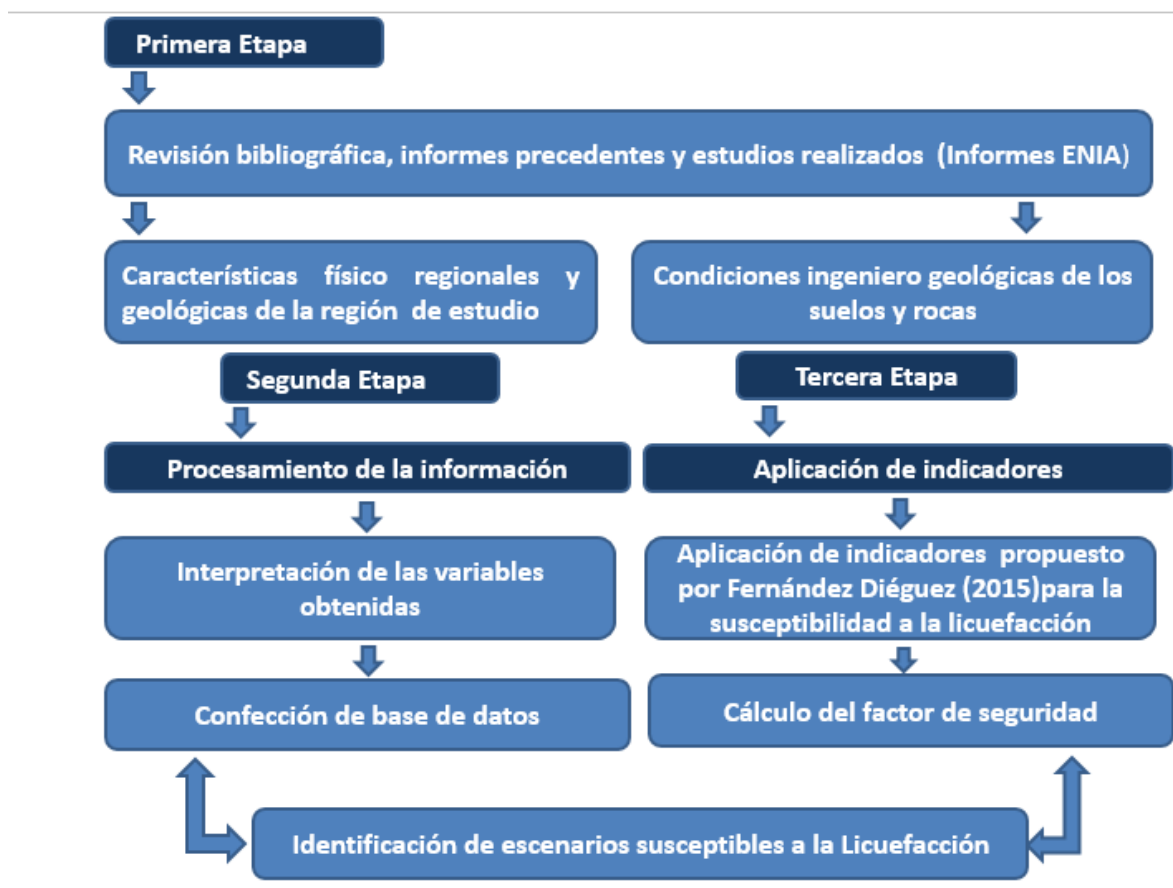 Primera Etapa
Revisión bibliográfica, informes precedentes y estudios realizados (Informes ENIA)
Características físico regionales y
geológicas de la región de estudio
Condiciones ingeniero geológicas de los
suelos y rocas
Segunda Etapa
Tercera Etapa
Procesamiento de la información
Aplicación de indicadores
Interpretación de las variables
obtenidas
Aplicación de indicadores propuesto
por Fernández Diéguez (2015)para la
susceptibilidad a la licuefacción
Confección de base de datos
Cálculo del factor de seguridad
Identificación de escenarios susceptibles a la Licuefacción